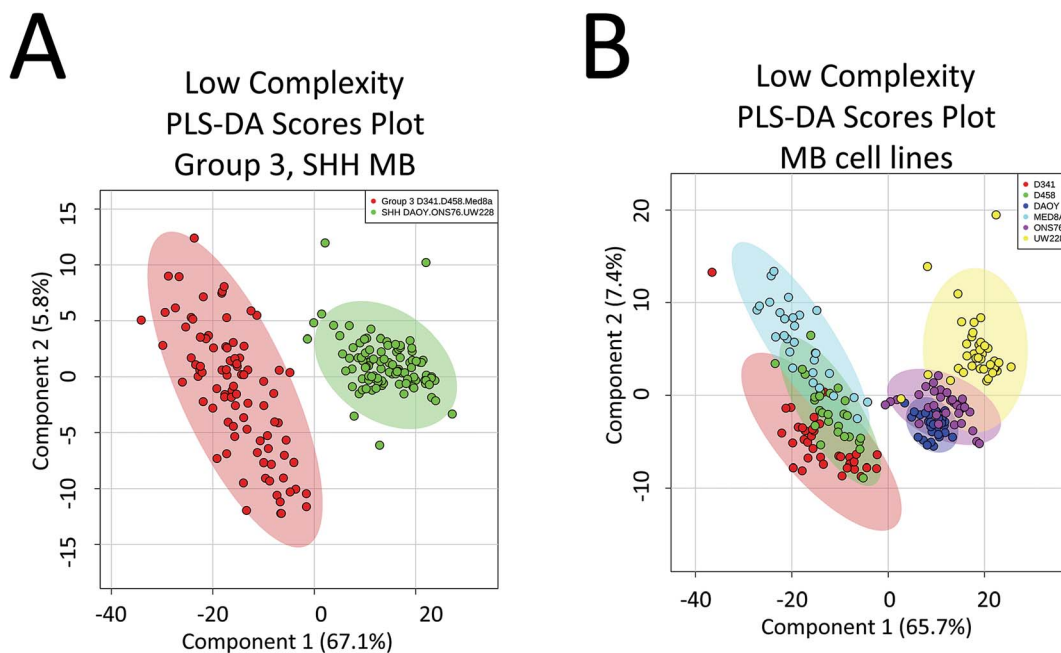 A
Low Complexity
PLS-DA Scores Plot
Group 3, SHH MB
Group 3 D341.D458.Med8a
SHH DAOY.ONS76.UW228
Component 2 (5.8%)
15
10
5
0
-5
-10
-15
-40
-20
0
20
Component 1 (67.1%)
B
Low Complexity
PLS-DA Scores Plot
MB cell lines
D341
D458
DAOY
MED8A
ONS76
UW228
Component 2 (7.4%)
20
10
0
-10
-40
-20
0
20
Component 1 (65.7%)